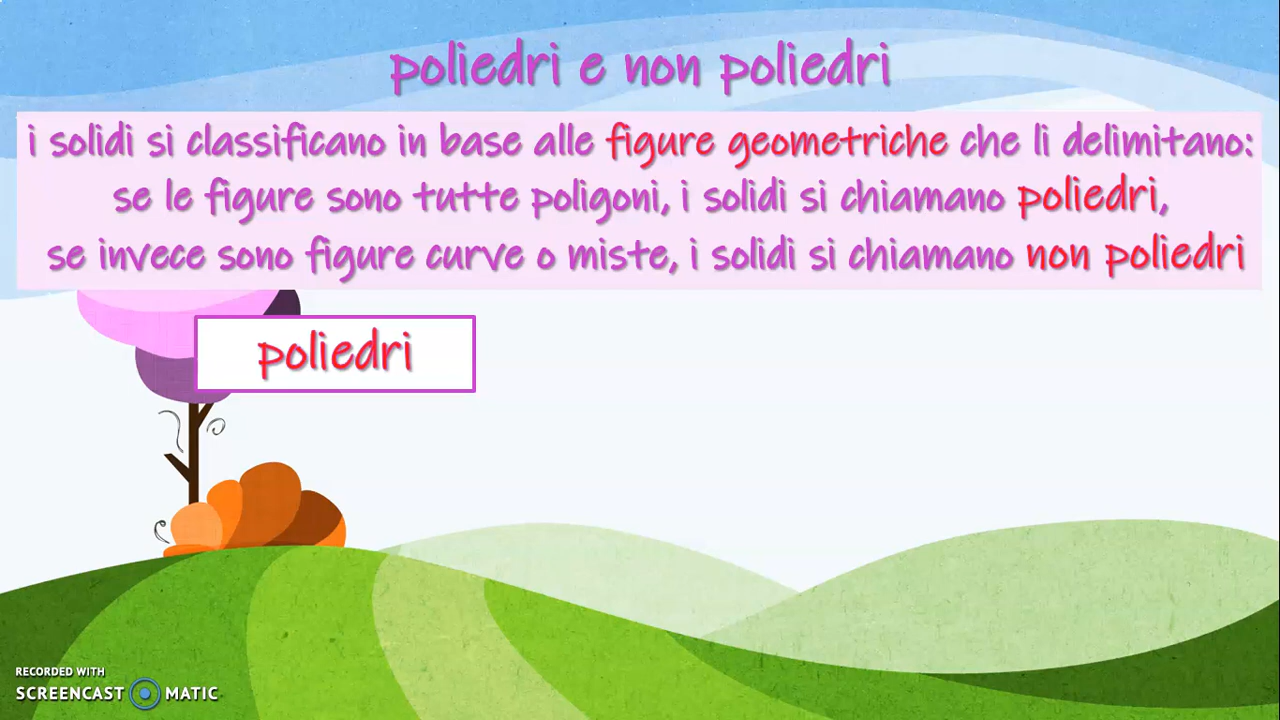 poliedri e non poliedri
i solidi si classificano in base alle figure geometriche che li delimitano:
se le figure sono tutte poligoni, i solidi si chiamano poliedri,
se invece sono figure curve o miste, i solidi si chiamano non poliedri
poliedri
RECORDED WITH
SCREENCAST MATIC